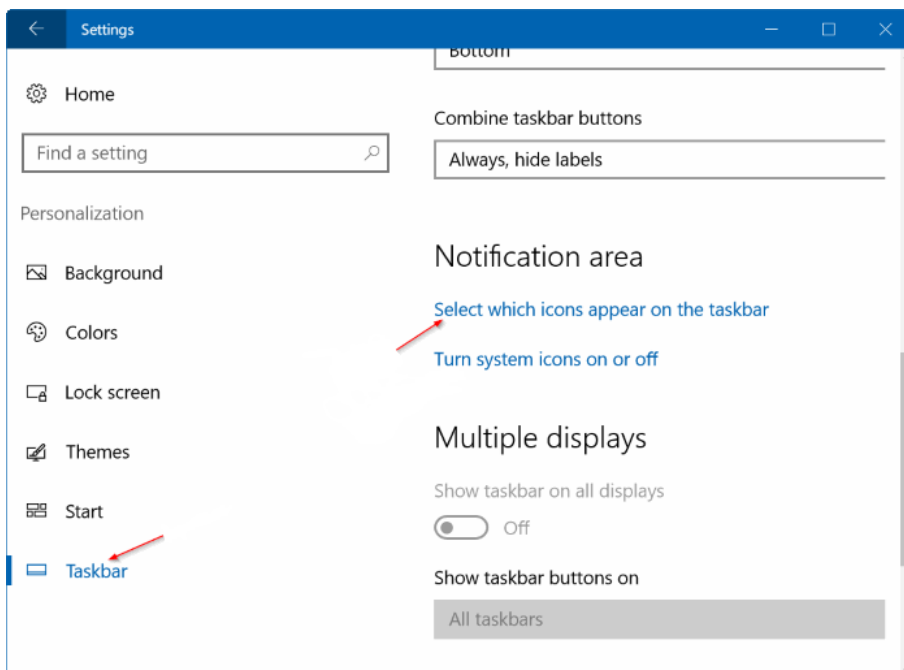 Settings
Home
Find a setting
Personalization
Background
Colors
Lock screen
Themes
Start
Taskbar
Bottom
Combine taskbar buttons
Always, hide labels
Notification area
Select which icons appear on the taskbar
Turn system icons on or off
Multiple displays
Show taskbar on all displays
Off
Show taskbar buttons on
All taskbars